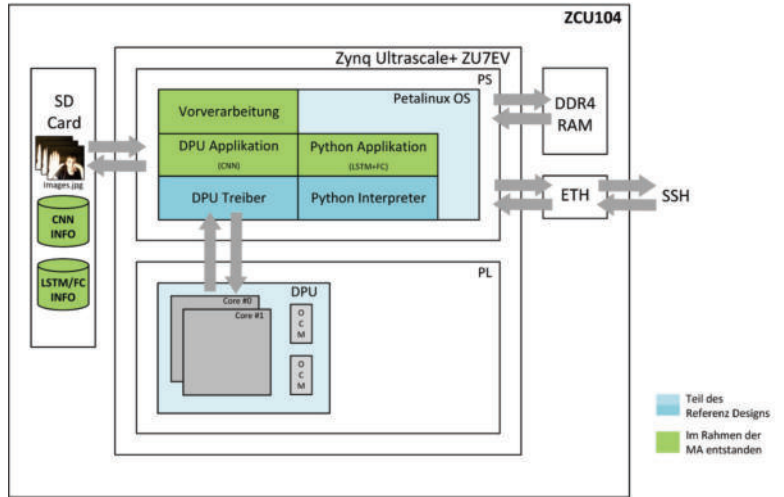 ZCU104
Zynq Ultrascale+ ZU7EV
PS
SD
Card
Images.jpg
CNN
INFO
LSTM/FC
INFO
Vorverarbeitung
Petalinux OS
DPU Applikation
(CNN)
Python Applikation
(LSTM+FC)
DPU Treiber
Python Interpreter
DDR4
RAM
ETH
SSH
PL
DPU
Core #0
Core #1
O
C
M
O
C
M
Teil des
Referenz Designs
Im Rahmen der
MA entstanden